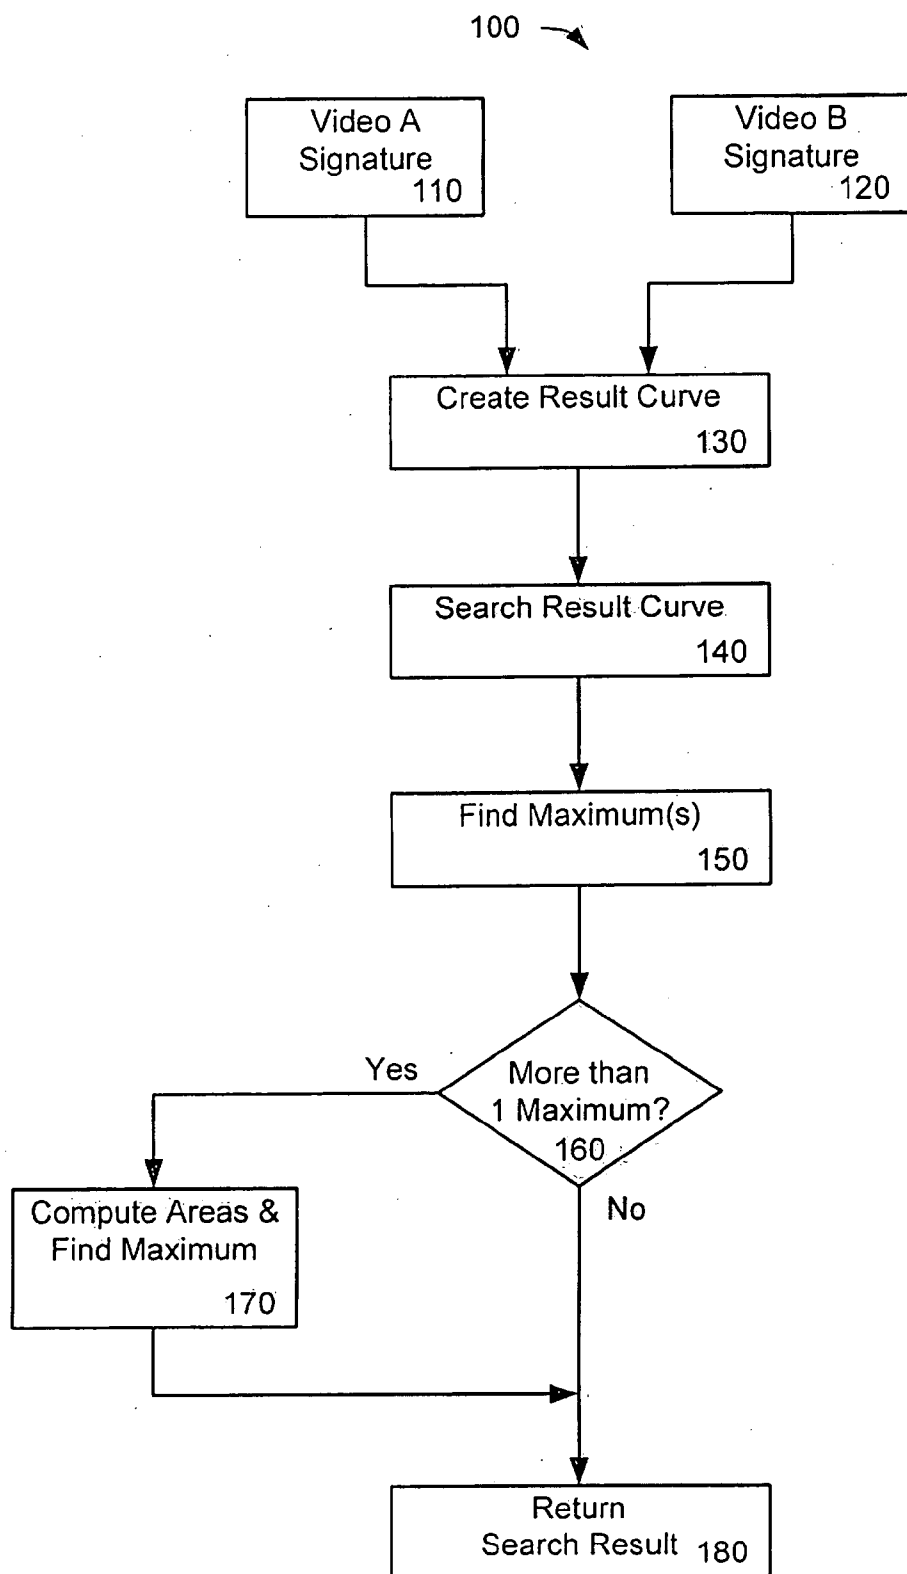 100
Video A
Signature
110
Video B
Signature
120
Create Result Curve
130
Search Result Curve
140
Find Maximum(s)
150
More than
1 Maximum?
160
Yes
No
Compute Areas &
Find Maximum
170
Return
Search Result 180